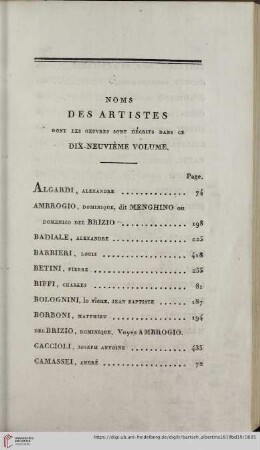 NOMS
DES ARTISTES
DONT LES OEUVRES SONT DÉCRITS DANS CE
DIX-NEUVIÈME VOLUME.
Page.
ALGARDI, ALEXANDRE .................. 74
AMBROGIO, DOMINIQUE, dit MENGHINO ou
DOMENICO DEL BRIZIO .............. 198
BADIALE, ALEXANDRE .................. 225
BARBIERI, LOUIS .................. 418
BETINI, PIERRE .................. 255
BIFFI, CHARLES .................. 82
BOLOGNINI, le vieux, JEAN BAPTISTE ........ 187
BORBONI, MATTHIEU .................. 194
DEL BRIZIO, DOMINIQUE, Voyez AMBROGIO.
CACCIOLI, JOSEPH ANTOINE ............ 435
CAMASSEI, ANDRÉ .................. 72